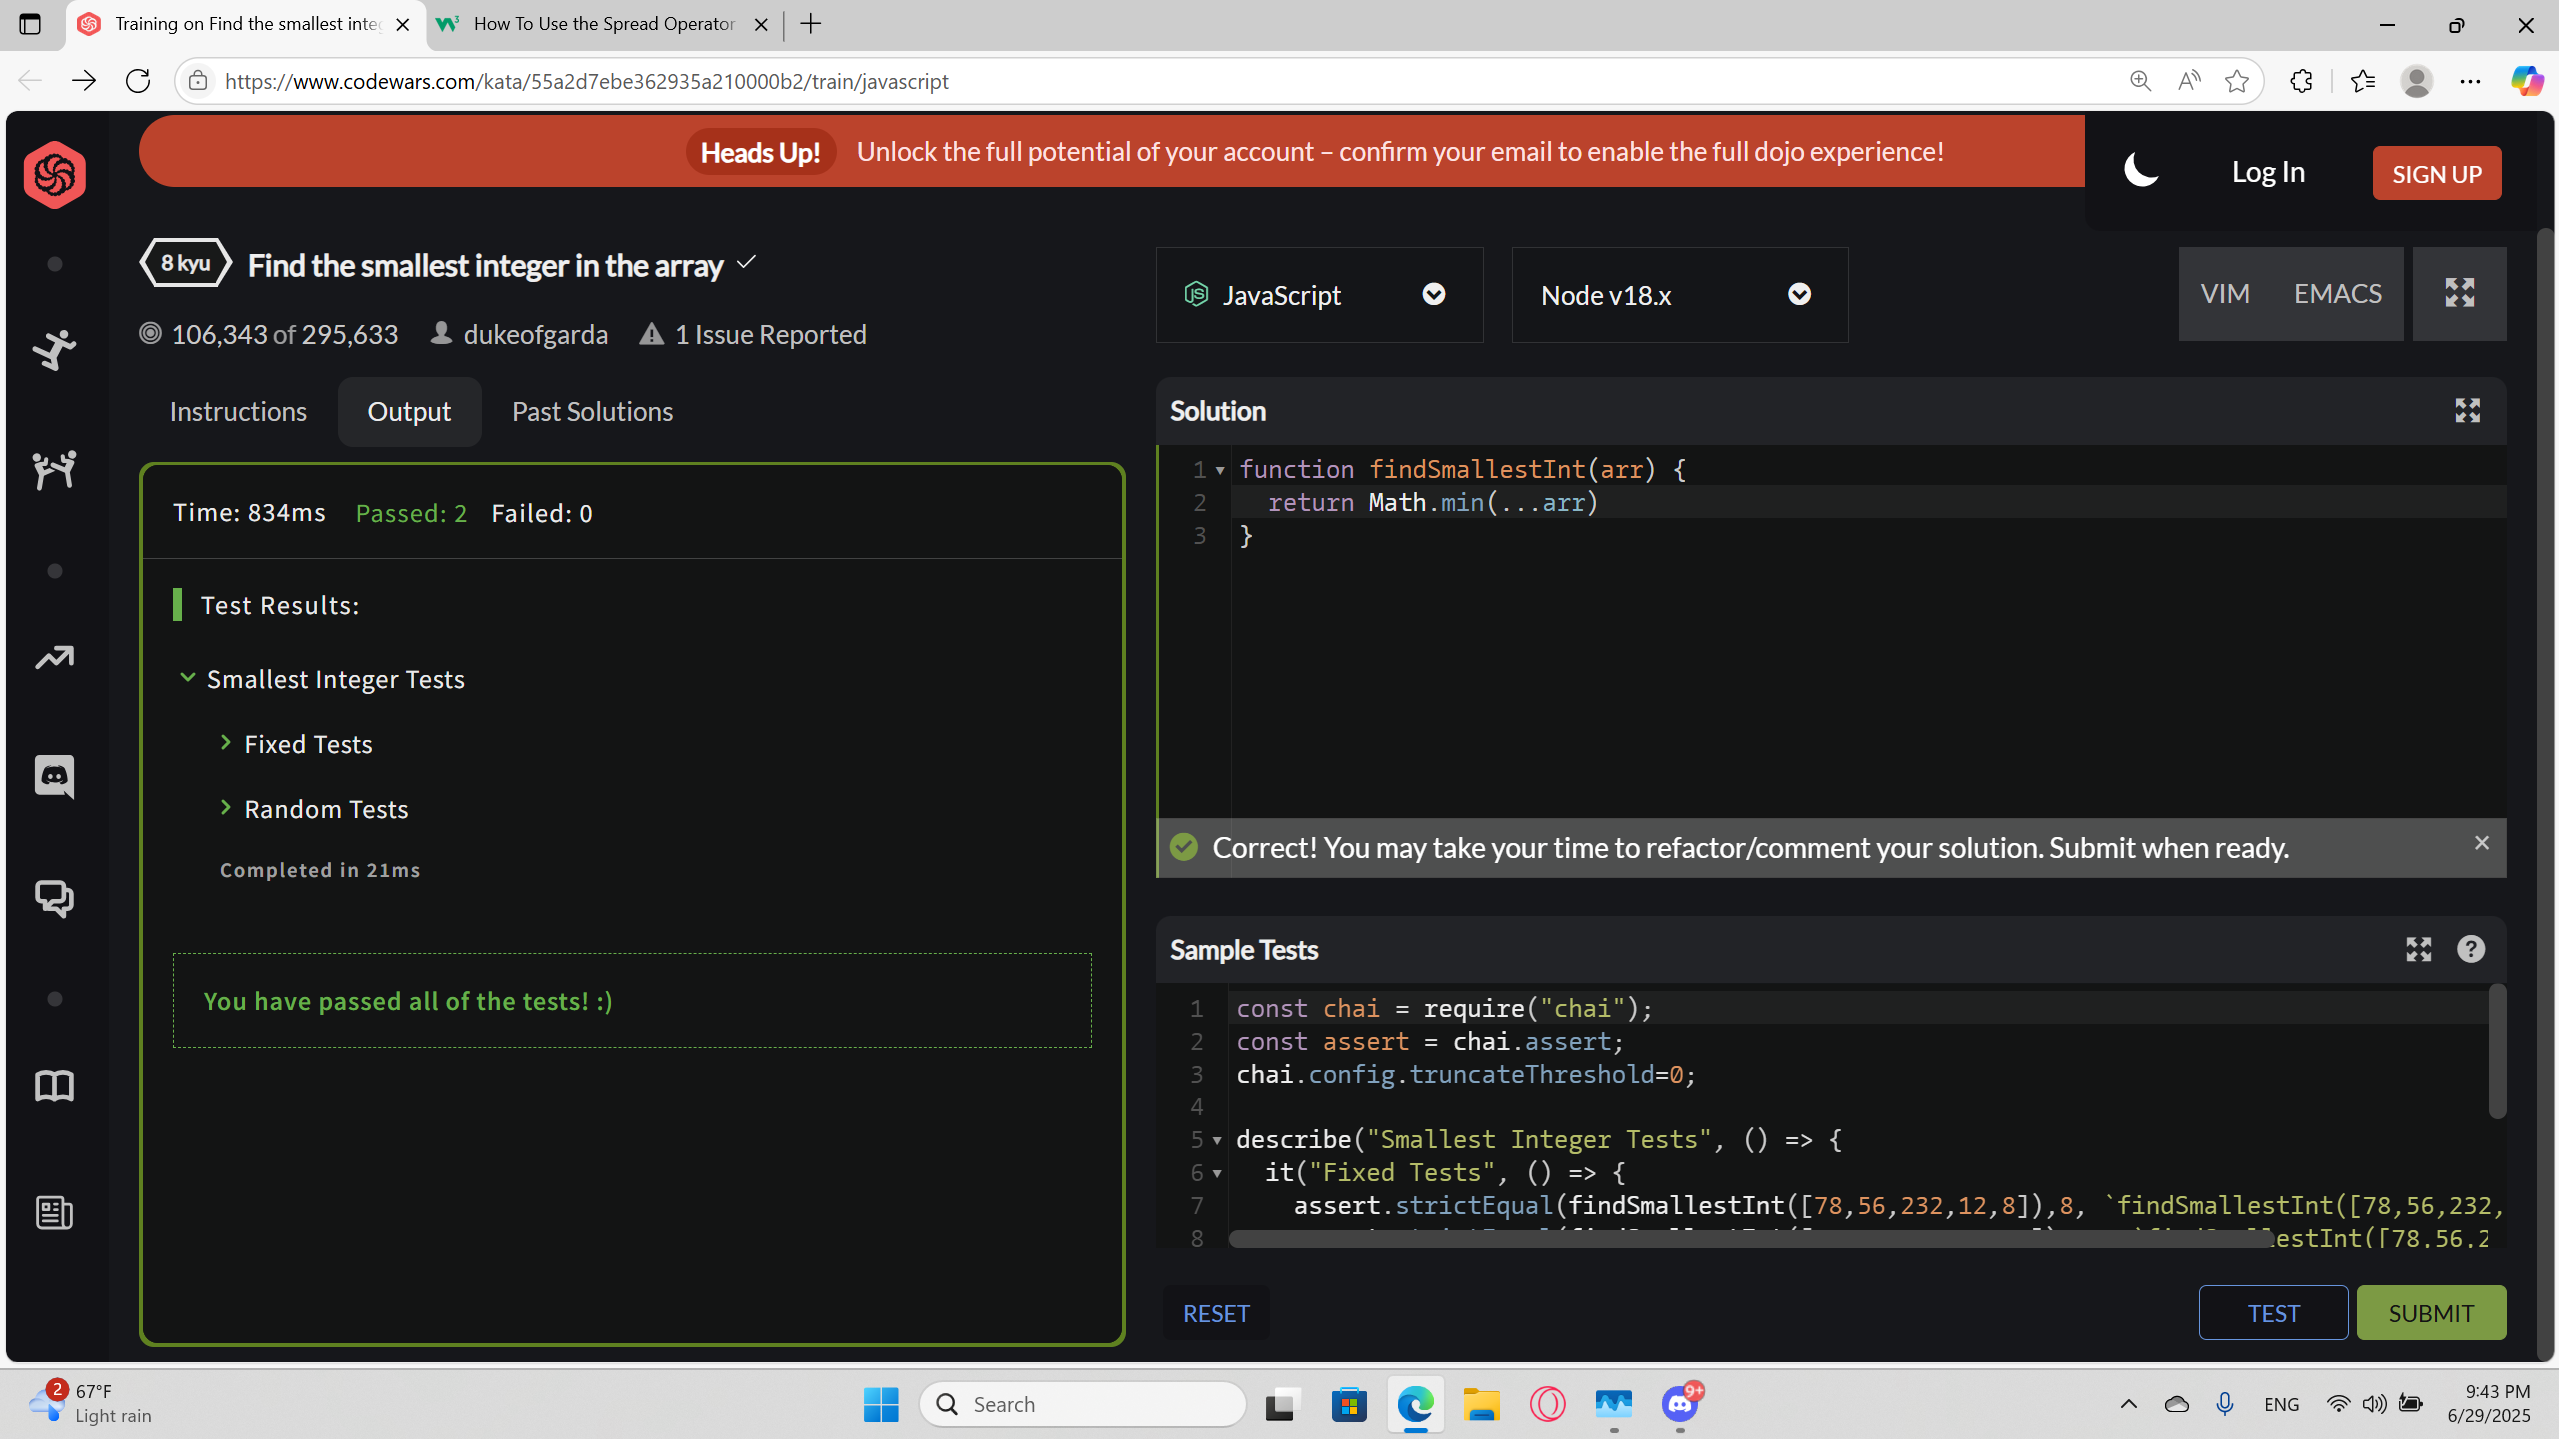 Training on Find the smallest inte
How To Use the Spread Operator
https://www.codewars.com/kata/55a2d7ebe362935a210000b2/train/javascript
Heads Up! Unlock the full potential of your account – confirm your email to enable the full dojo experience!
Log In
SIGN UP
8 kyu
Find the smallest integer in the array
106,343 of 295,633
dukeofgarda
1 Issue Reported
JavaScript
Node v18.x
VIM
EMACS
Instructions
Output
Past Solutions
Time: 834ms
Passed: 2
Failed: 0
Test Results:
Smallest Integer Tests
Fixed Tests
Random Tests
Completed in 21ms
You have passed all of the tests! :)
Solution
1 function findSmallestInt(arr) {
2 return Math.min(...arr)
3 }
Correct! You may take your time to refactor/comment your solution. Submit when ready.
Sample Tests
1 const chai = require("chai");
2 const assert = chai.assert;
3 chai.config.truncateThreshold=0;
4
5 describe("Smallest Integer Tests", () => {
6 it("Fixed Tests", () => {
7 assert.strictEqual(findSmallestInt([78,56,232,12,8]),8, `findSmallestInt([78,56,232,
8
RESET
TEST
SUBMIT
2
67°F
Light rain
Search
9+
ENG
9:43 PM
6/29/2025